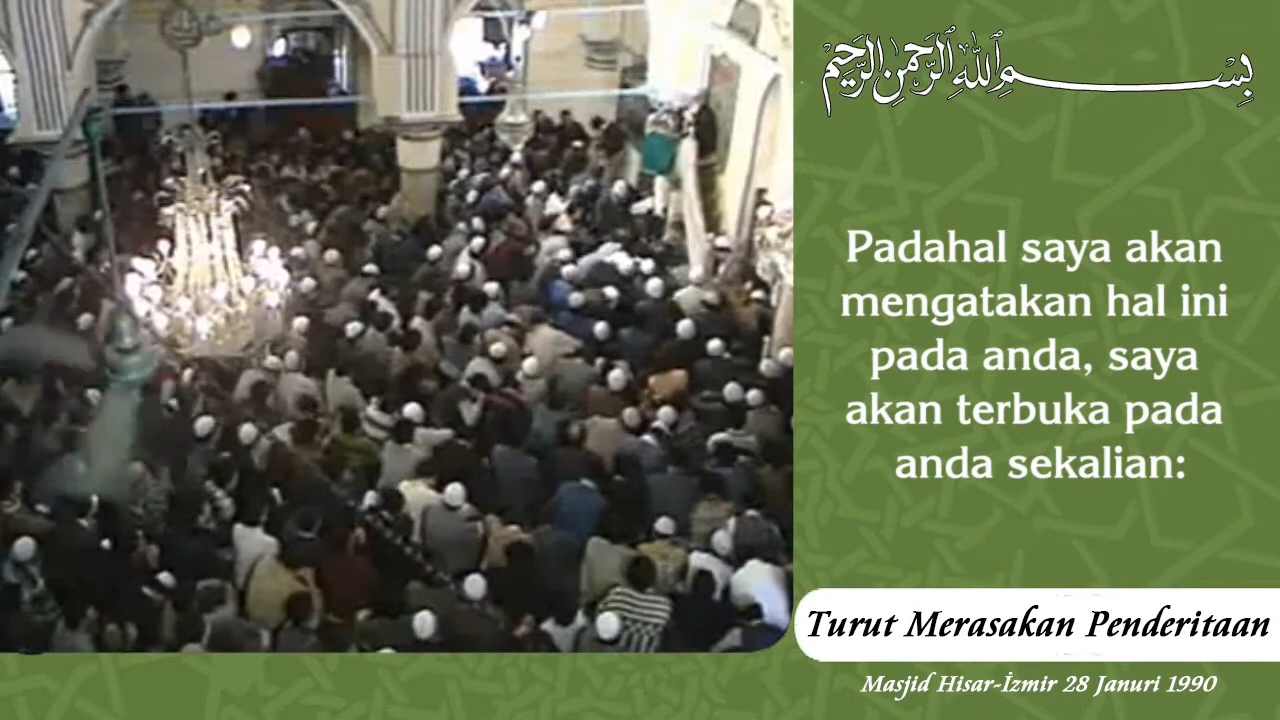 بِسْمِ اللهِ الرَّحْمٰنِ الرَّحِيْمِ
Padahal saya akan
mengatakan hal ini
pada anda, saya
akan terbuka pada
anda sekalian:
Turut Merasakan Penderitaan
Masjid Hisar-İzmir 28 Januri 1990